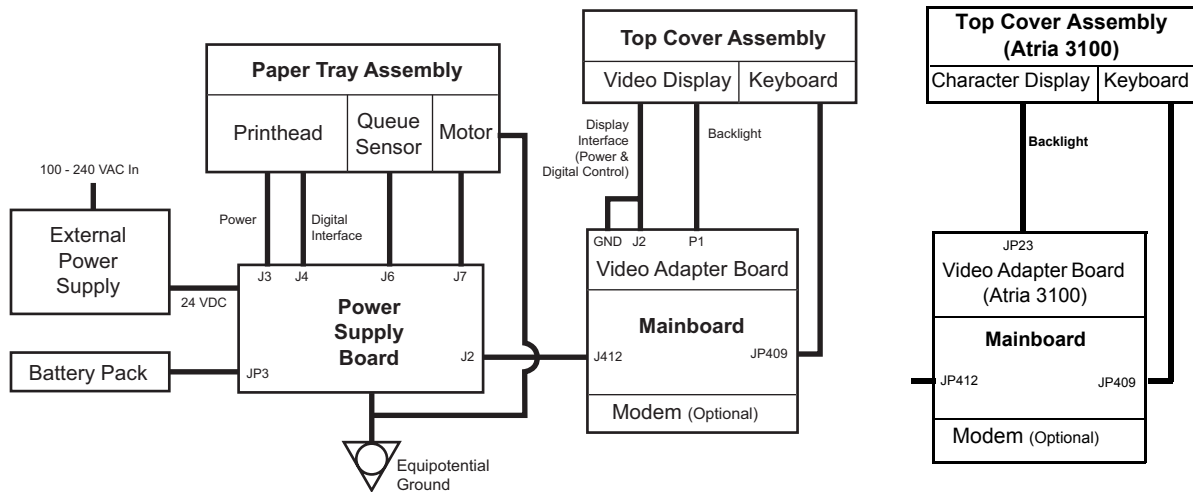 Paper Tray Assembly
Printhead
Queue
Sensor
Motor
100 - 240 VAC In
External
Power
Supply
24 VDC
Battery Pack
Power
Digital
Interface
J3
J4
J6
J7
Power
Supply
Board
J2
JP3
Equipotential
Ground
Top Cover Assembly
Video Display
Keyboard
Display
Interface
(Power &
Digital Control)
Backlight
GND
J2
P1
Video Adapter Board
Mainboard
J412
JP409
Modem (Optional)
Top Cover Assembly
(Atria 3100)
Character Display
Keyboard
Backlight
JP23
Video Adapter Board
(Atria 3100)
Mainboard
JP412
JP409
Modem (Optional)